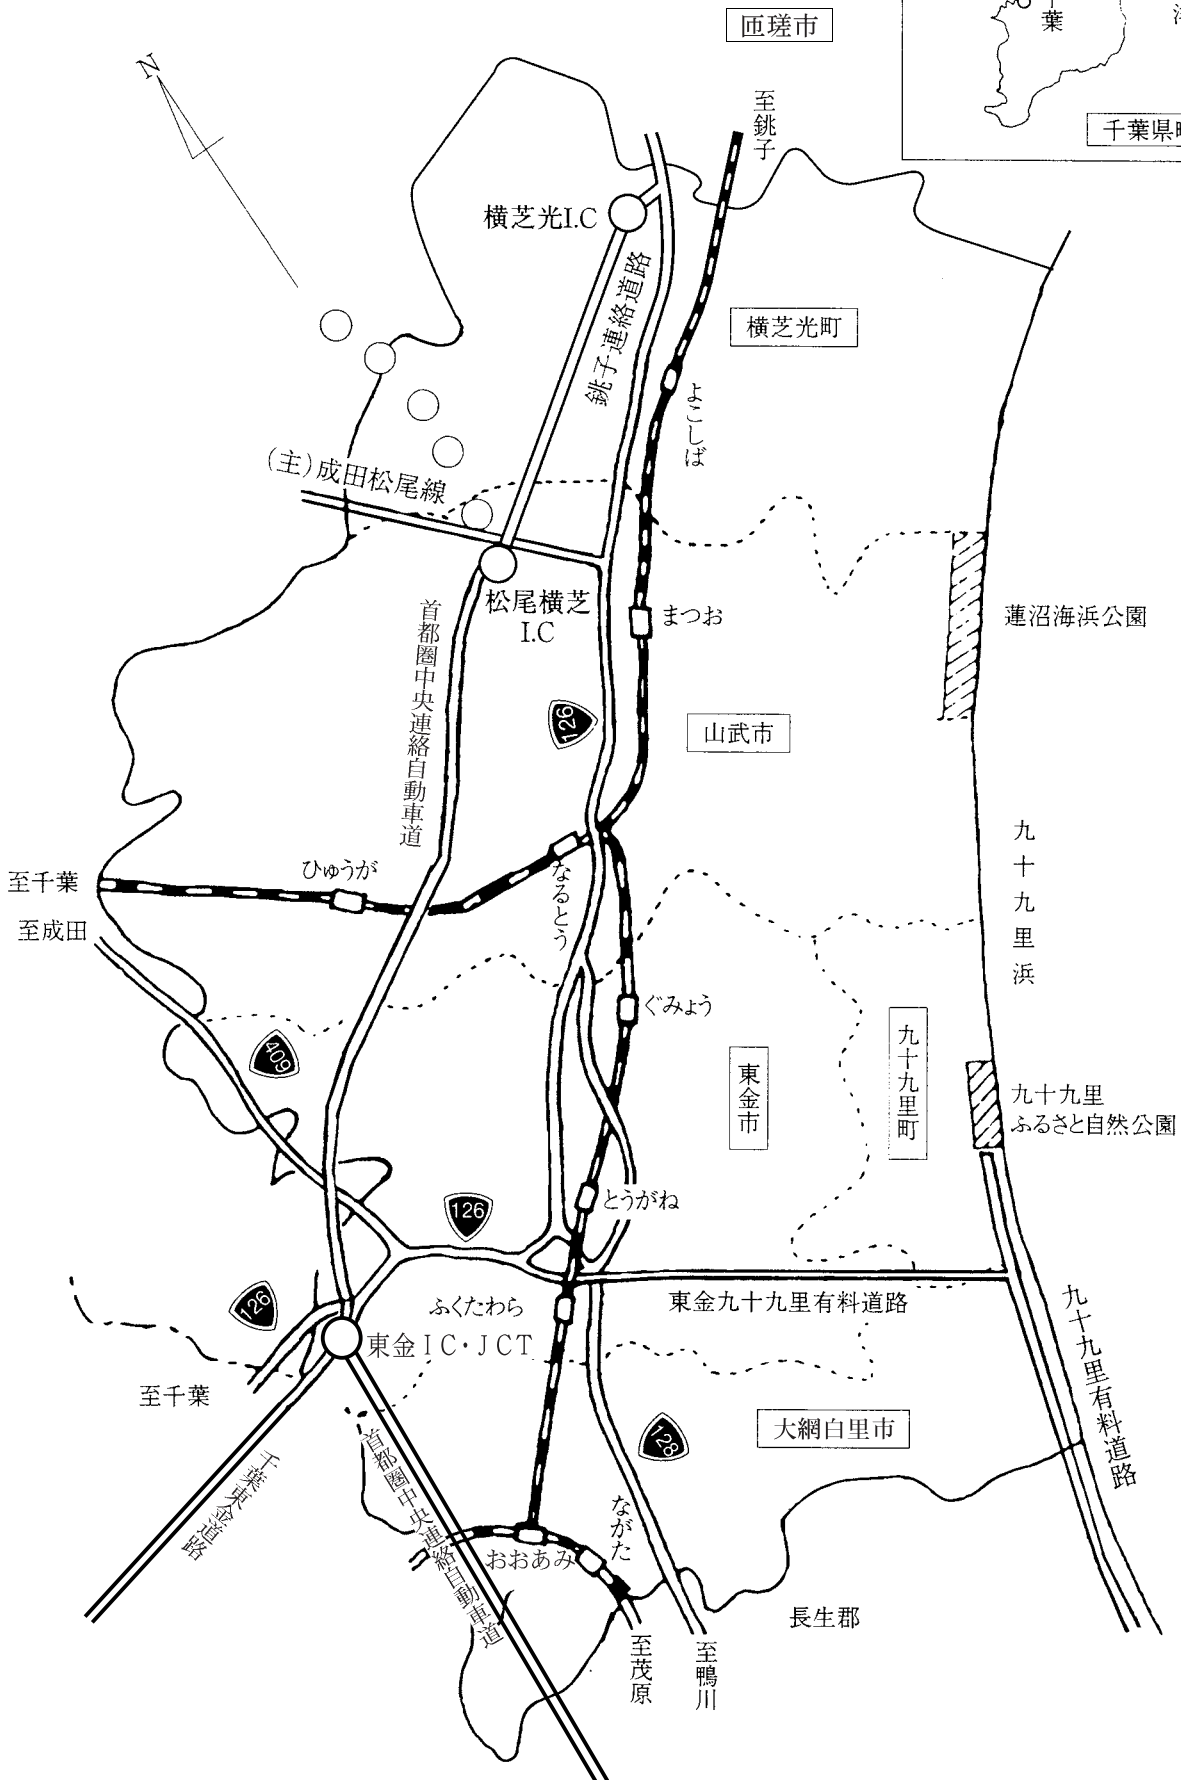 匝瑳市
葉
千葉県町
N
至銚子
横芝光I.C
銚子連絡道路
横芝光町
よこしば
(主)成田松尾線
松尾横芝
I.C
まつお
蓮沼海浜公園
首都圏中央連絡自動車道
126
山武市
九十九里浜
ひゅうが
なるとう
至千葉
至成田
ぐみょう
409
東金市
九十九里町
九十九里
ふるさと自然公園
とうがね
126
126
ふくたわら
東金九十九里有料道路
東金IC・JCT
九十九里有料道路
至千葉
大網白里市
128
千葉東金道路
首都圏中央連絡自動車道
ながた
おおあみ
長生郡
至茂原
至鴨川